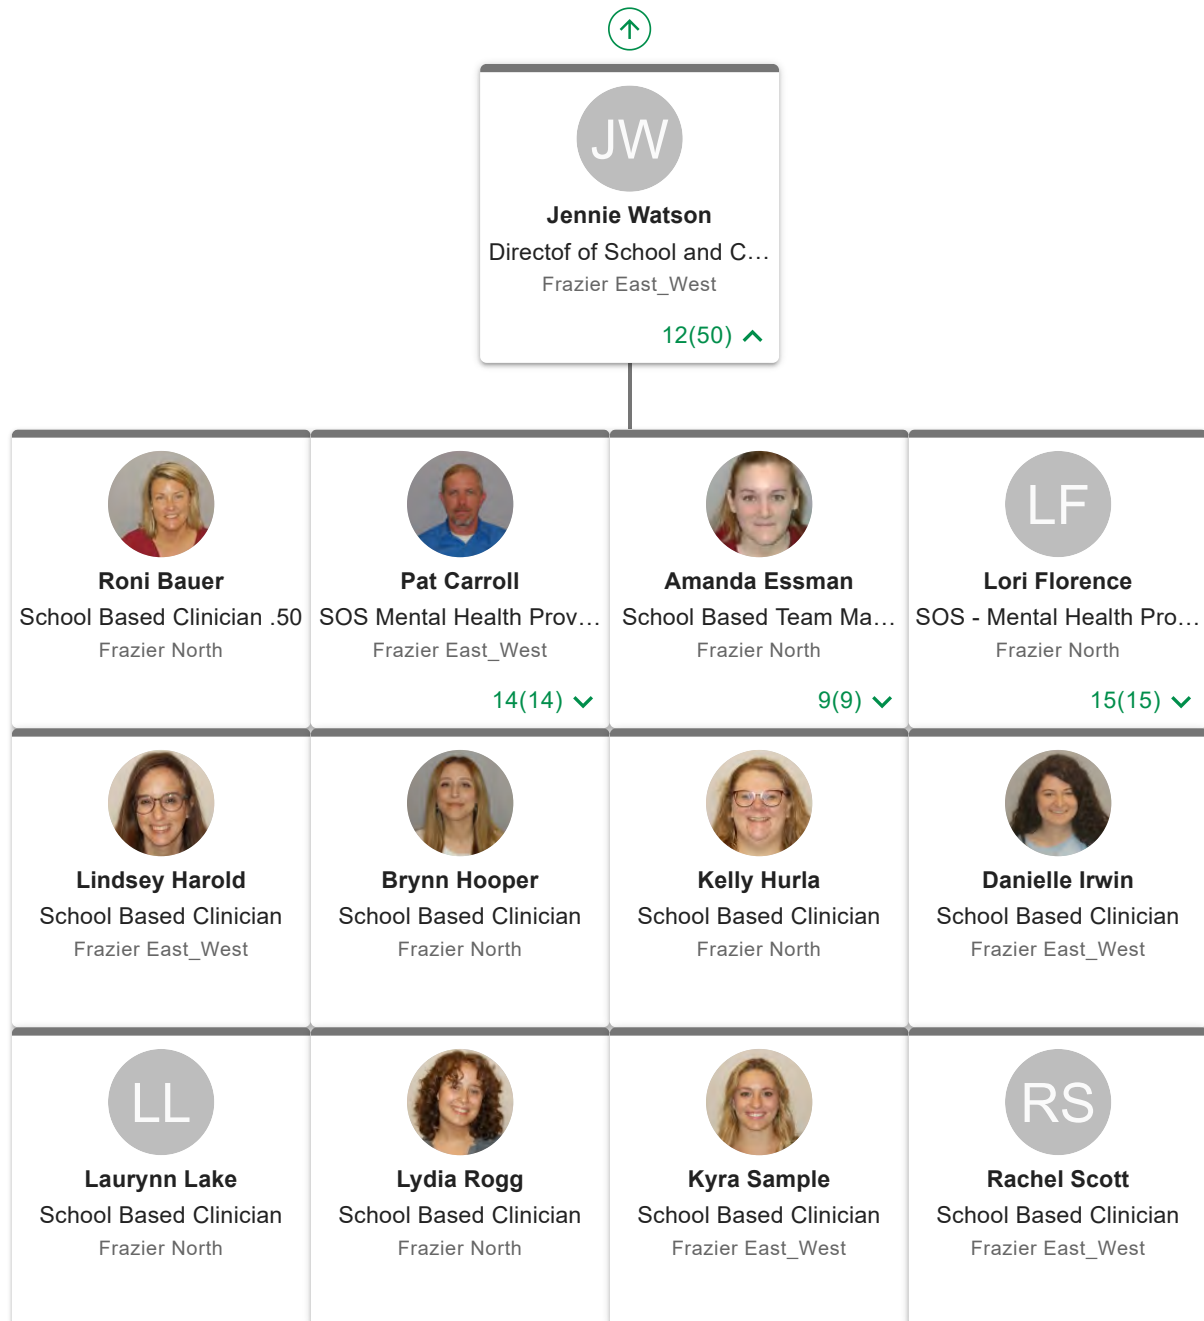 JW
Jennie Watson
Directof of School and C...
Frazier East_West
12(50)
LF
Roni Bauer
Pat Carroll
Amanda Essman
Lori Florence
School Based Clinician .50
SOS Mental Health Prov...
School Based Team Ma...
SOS - Mental Health Pro...
Frazier North
Frazier East_West
Frazier North
Frazier North
14(14)
9(9)
15(15)
Lindsey Harold
Brynn Hooper
Kelly Hurla
Danielle Irwin
School Based Clinician
School Based Clinician
School Based Clinician
School Based Clinician
Frazier East_West
Frazier North
Frazier North
Frazier East_West
LL
RS
Laurynn Lake
Lydia Rogg
Kyra Sample
Rachel Scott
School Based Clinician
School Based Clinician
School Based Clinician
School Based Clinician
Frazier North
Frazier North
Frazier East_West
Frazier East_West